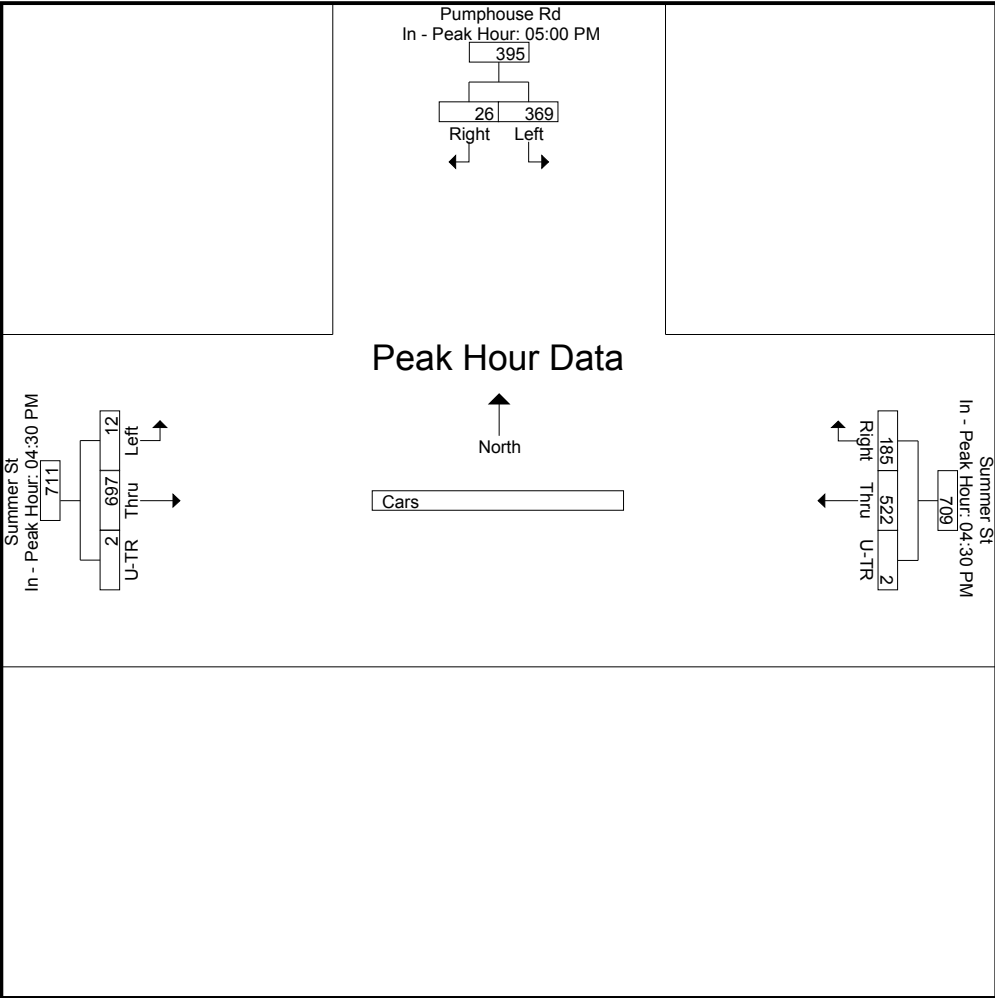 Pumphouse Rd
In - Peak Hour: 05:00 PM
395
26 369
Right Left
Peak Hour Data
North
Cars
Summer St
In - Peak Hour: 04:30 PM
711
12 697 2
Left Thru U-TR
Summer St
In - Peak Hour: 04:30 PM
709
185 522 2
Right Thru U-TR